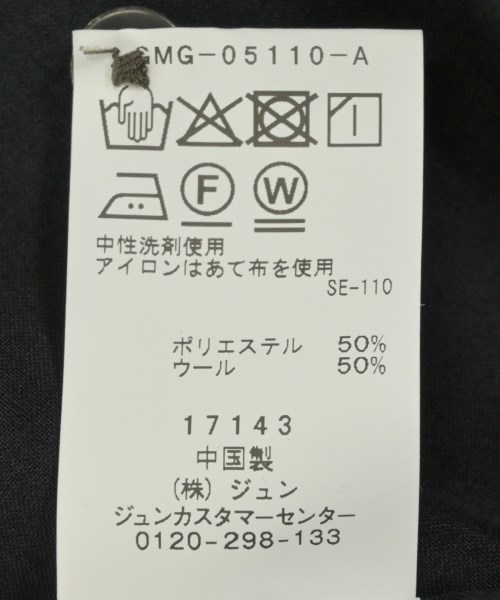 GMG-05110-A
F W
中性洗剤使用
アイロンはあて布を使用
SE-110
ポリエステル 50%
ウール 50%
17143
中国製
(株) ジュン
ジュンカスタマーセンター
0120-298-133